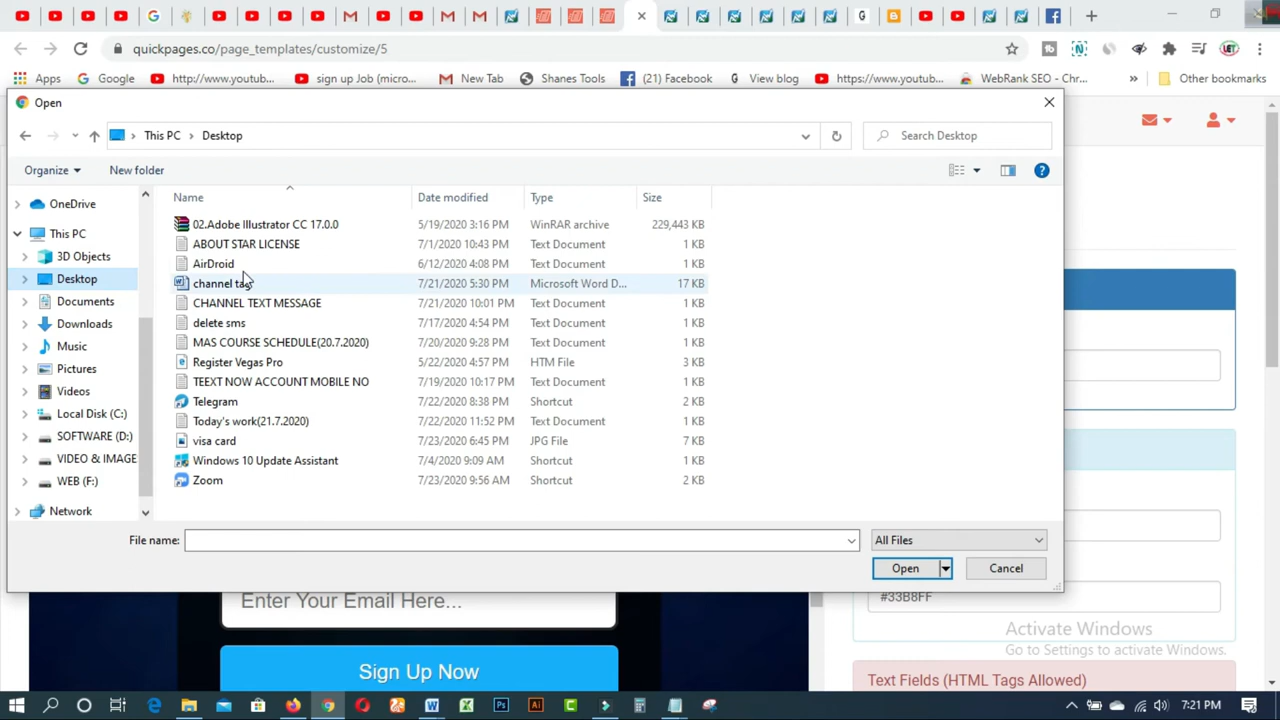 quickpages.co/page_templates/customize/5
Apps Google http://www.youtub... sign up Job (micro... New Tab Shanes Tools (21) Facebook View blog https://www.youtu... WebRank SEO - Chr... » Other bookmarks
Open
This PC > Desktop Search Desktop
Organize New folder
Name Date modified Type Size
OneDrive
This PC
3D Objects
Desktop
Documents
Downloads
Music
Pictures
Videos
Local Disk (C:)
SOFTWARE (D:)
VIDEO & IMAGE
WEB (F:)
Network
02.Adobe Illustrator CC 17.0.0 5/19/2020 3:16 PM WinRAR archive 229,443 KB
ABOUT STAR LICENSE 7/1/2020 10:43 PM Text Document 1 KB
AirDroid 6/12/2020 4:08 PM Text Document 1 KB
channel tag 7/21/2020 5:30 PM Microsoft Word D... 17 KB
CHANNEL TEXT MESSAGE 7/21/2020 10:01 PM Text Document 1 KB
delete sms 7/17/2020 4:54 PM Text Document 1 KB
MAS COURSE SCHEDULE(20.7.2020) 7/20/2020 9:28 PM Text Document 1 KB
Register Vegas Pro 5/22/2020 4:57 PM HTM File 3 KB
TEEXT NOW ACCOUNT MOBILE NO 7/19/2020 10:17 PM Text Document 1 KB
Telegram 7/22/2020 8:38 PM Shortcut 2 KB
Today's work(21.7.2020) 7/22/2020 11:52 PM Text Document 1 KB
visa card 7/23/2020 6:45 PM JPG File 7 KB
Windows 10 Update Assistant 7/4/2020 9:09 AM Shortcut 1 KB
Zoom 7/23/2020 9:56 AM Shortcut 2 KB
File name: All Files
Open Cancel
Enter Your Email Here...
Sign Up Now
#33B8FF
Activate Windows
Go to Settings to activate Windows.
Text Fields (HTML Tags Allowed)
7:21 PM